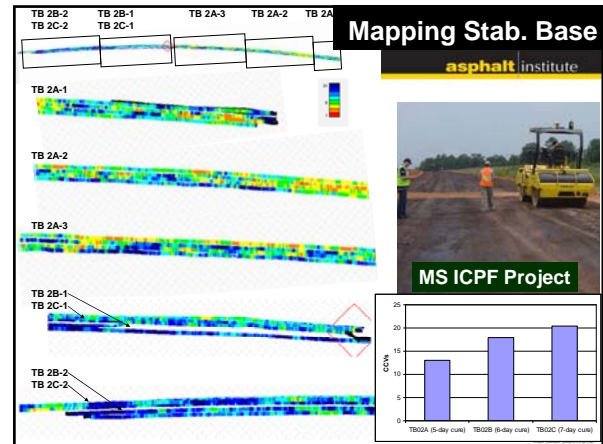 TB 2B-2 TB 2B-1 TB 2A-3 TB 2A-2 TB 2A
TB 2C-2 TB 2C-1
Mapping Stab. Base
asphalt institute
TB 2A-1
TB 2A-2
TB 2A-3
TB 2B-1
TB 2C-1
TB 2B-2
TB 2C-2
MS ICPF Project
25
20
15
10
5
0
CCVs
TB02A (5-day cure) TB02B (6-day cure) TB02C (7-day cure)